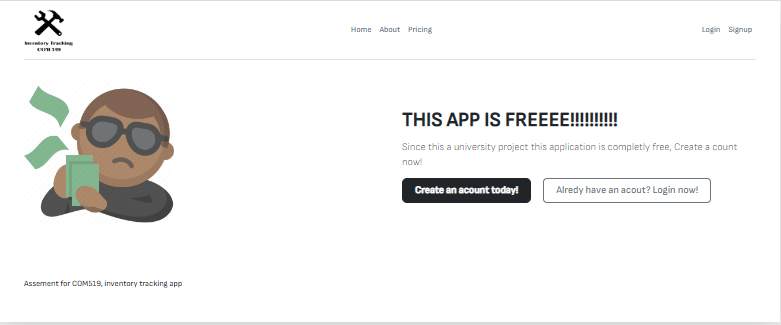 Inventory Tracking
COM 519
Home About Pricing
Login Signup
THIS APP IS FREEEE!!!!!!!!!!
Since this a university project this application is completly free, Create a count
now!
Create an acount today!
Alredy have an acout? Login now!
Assement for COM519, inventory tracking app